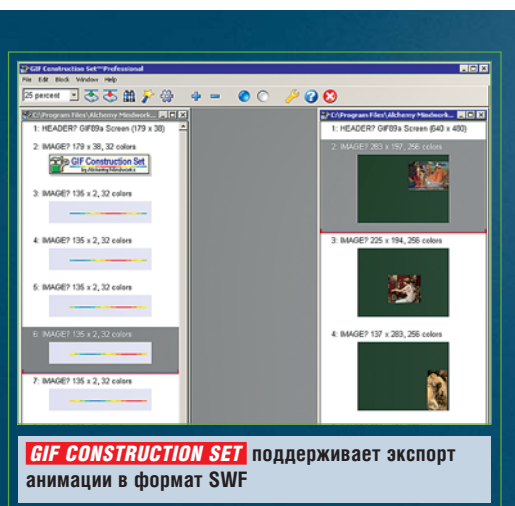 GIF Construction Set™ Professional
File Edit Block Window Help
25 percent
C:\Program Files\Alchemy Mindwork...
1: HEADER? GIF89a Screen (179 x 38)
2: IMAGE? 179 x 38, 32 colors
GIF Construction Set
by Alchemy Mindworks
3: IMAGE? 135 x 2, 32 colors
4: IMAGE? 135 x 2, 32 colors
5: IMAGE? 135 x 2, 32 colors
6: IMAGE? 135 x 2, 32 colors
7: IMAGE? 135 x 2, 32 colors
C:\Program Files\Alchemy Mindwork...
1: HEADER? GIF89a Screen (640 x 480)
2: IMAGE? 283 x 197, 256 colors
3: IMAGE? 225 x 194, 256 colors
4: IMAGE? 137 x 283, 256 colors
GIF CONSTRUCTION SET поддерживает экспорт
анимации в формат SWF